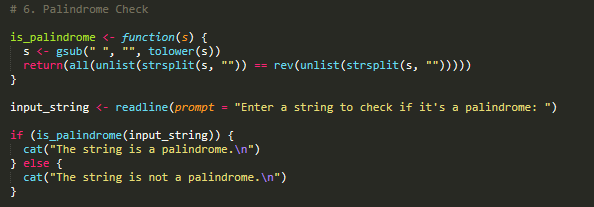 # 6. Palindrome Check

is_palindrome <- function(s) {
  s <- gsub(" ", "", tolower(s))
  return(all(unlist(strsplit(s, "")) == rev(unlist(strsplit(s, "")))))
}

input_string <- readline(prompt = "Enter a string to check if it's a palindrome: ")

if (is_palindrome(input_string)) {
  cat("The string is a palindrome.\n")
} else {
  cat("The string is not a palindrome.\n")
}